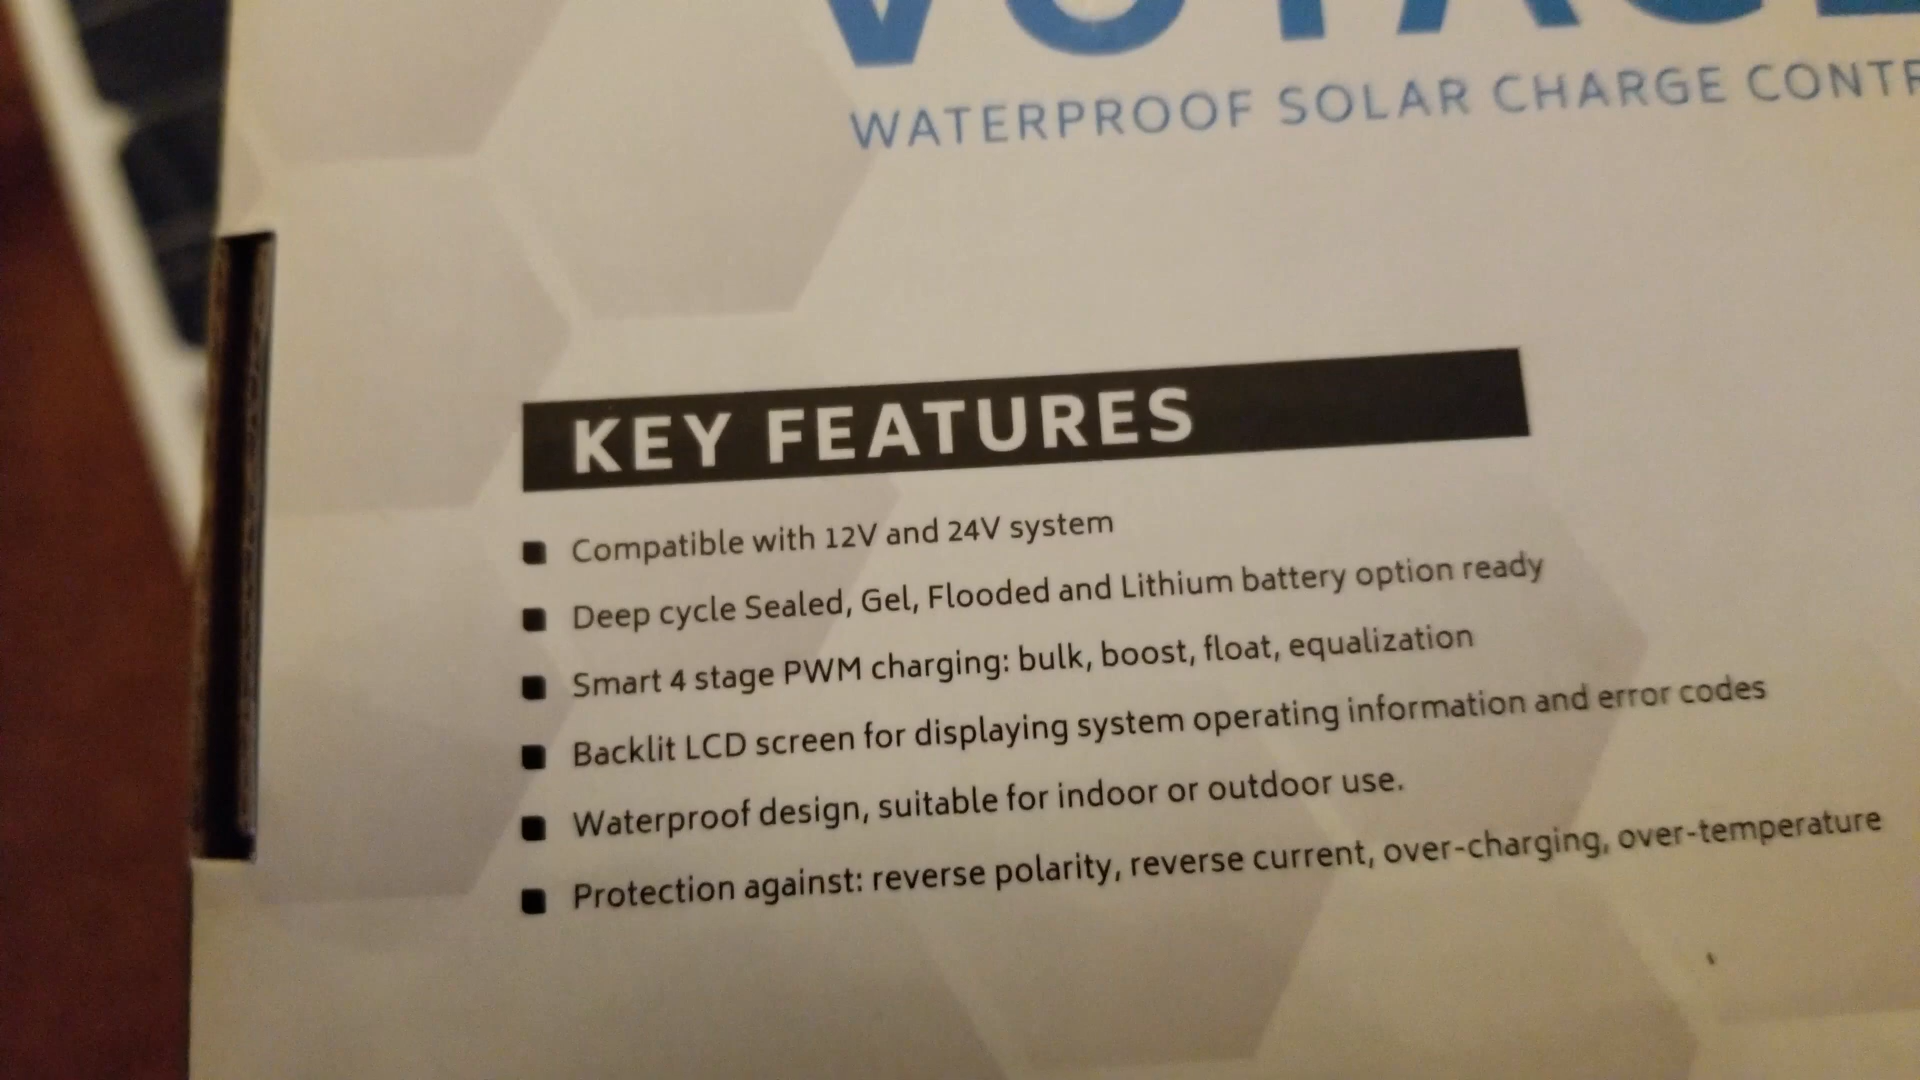 WATERPROOF SOLAR CHARGE
KEY FEATURES
Compatible with 12V and 24V system
Deep cycle Sealed, Gel, Flooded and Lithium battery option ready
Smart 4 stage PWM charging: bulk, boost, float, equalization
Backlit LCD screen for displaying system operating information and error codes
Waterproof design, suitable for indoor or outdoor use.
Protection against: reverse polarity, reverse current, over-charging, over-temperature